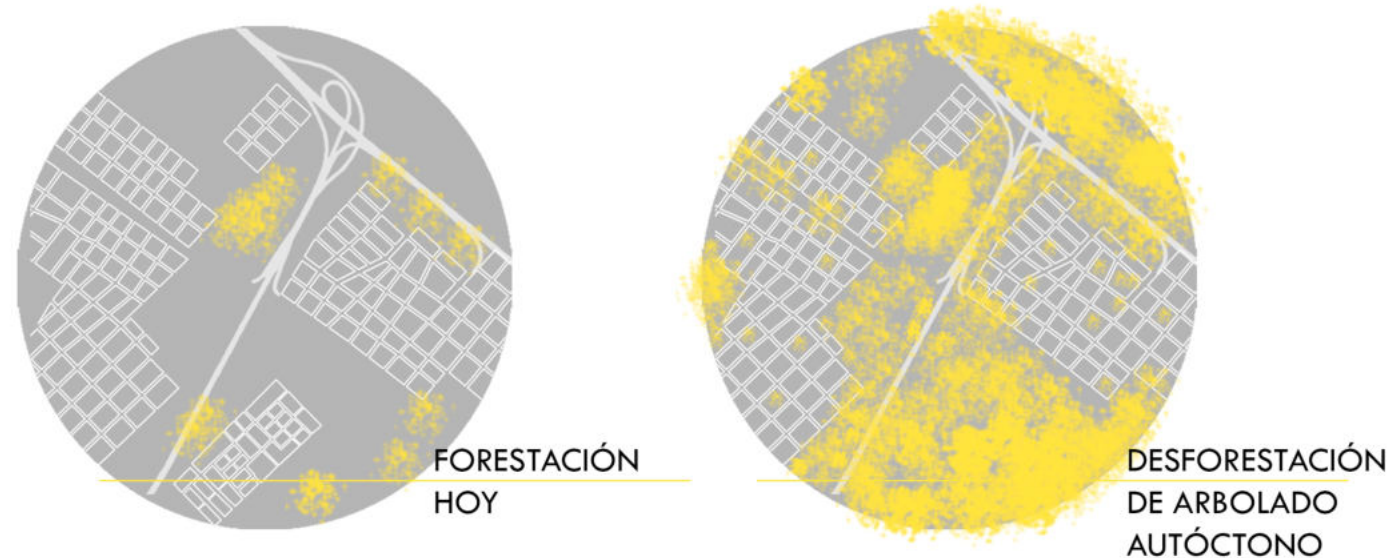 FORESTACIÓN
HOY
DESFORESTACIÓN
DE ARBOLADO
AUTÓCTONO